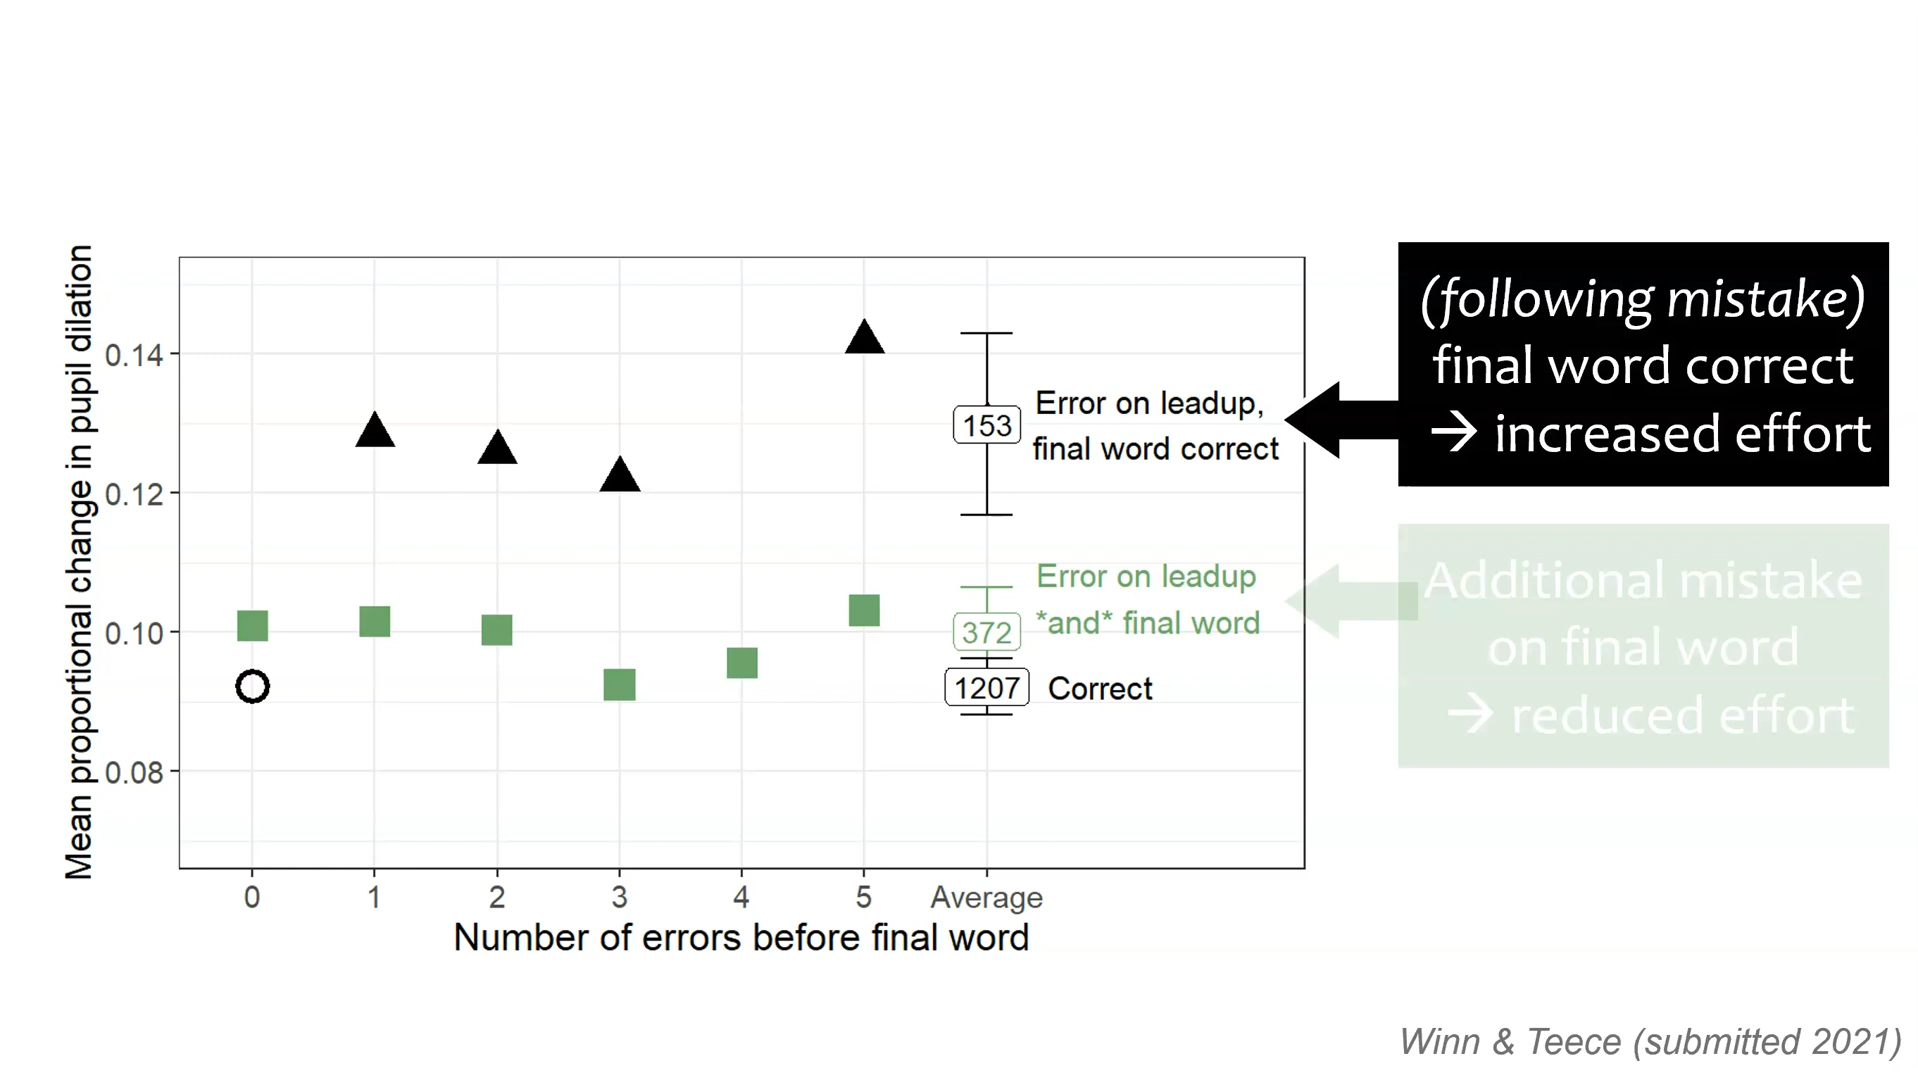 Mean proportional change in pupil dilation
0.14
0.12
0.10
0.08
0 1 2 3 4 5 Average
Number of errors before final word
153
Error on leadup,
final word correct
372
Error on leadup
*and* final word
1207
Correct
(following mistake)
final word correct
→ increased effort
Additional mistake
on final word
→ reduced effort
Winn & Teece (submitted 2021)